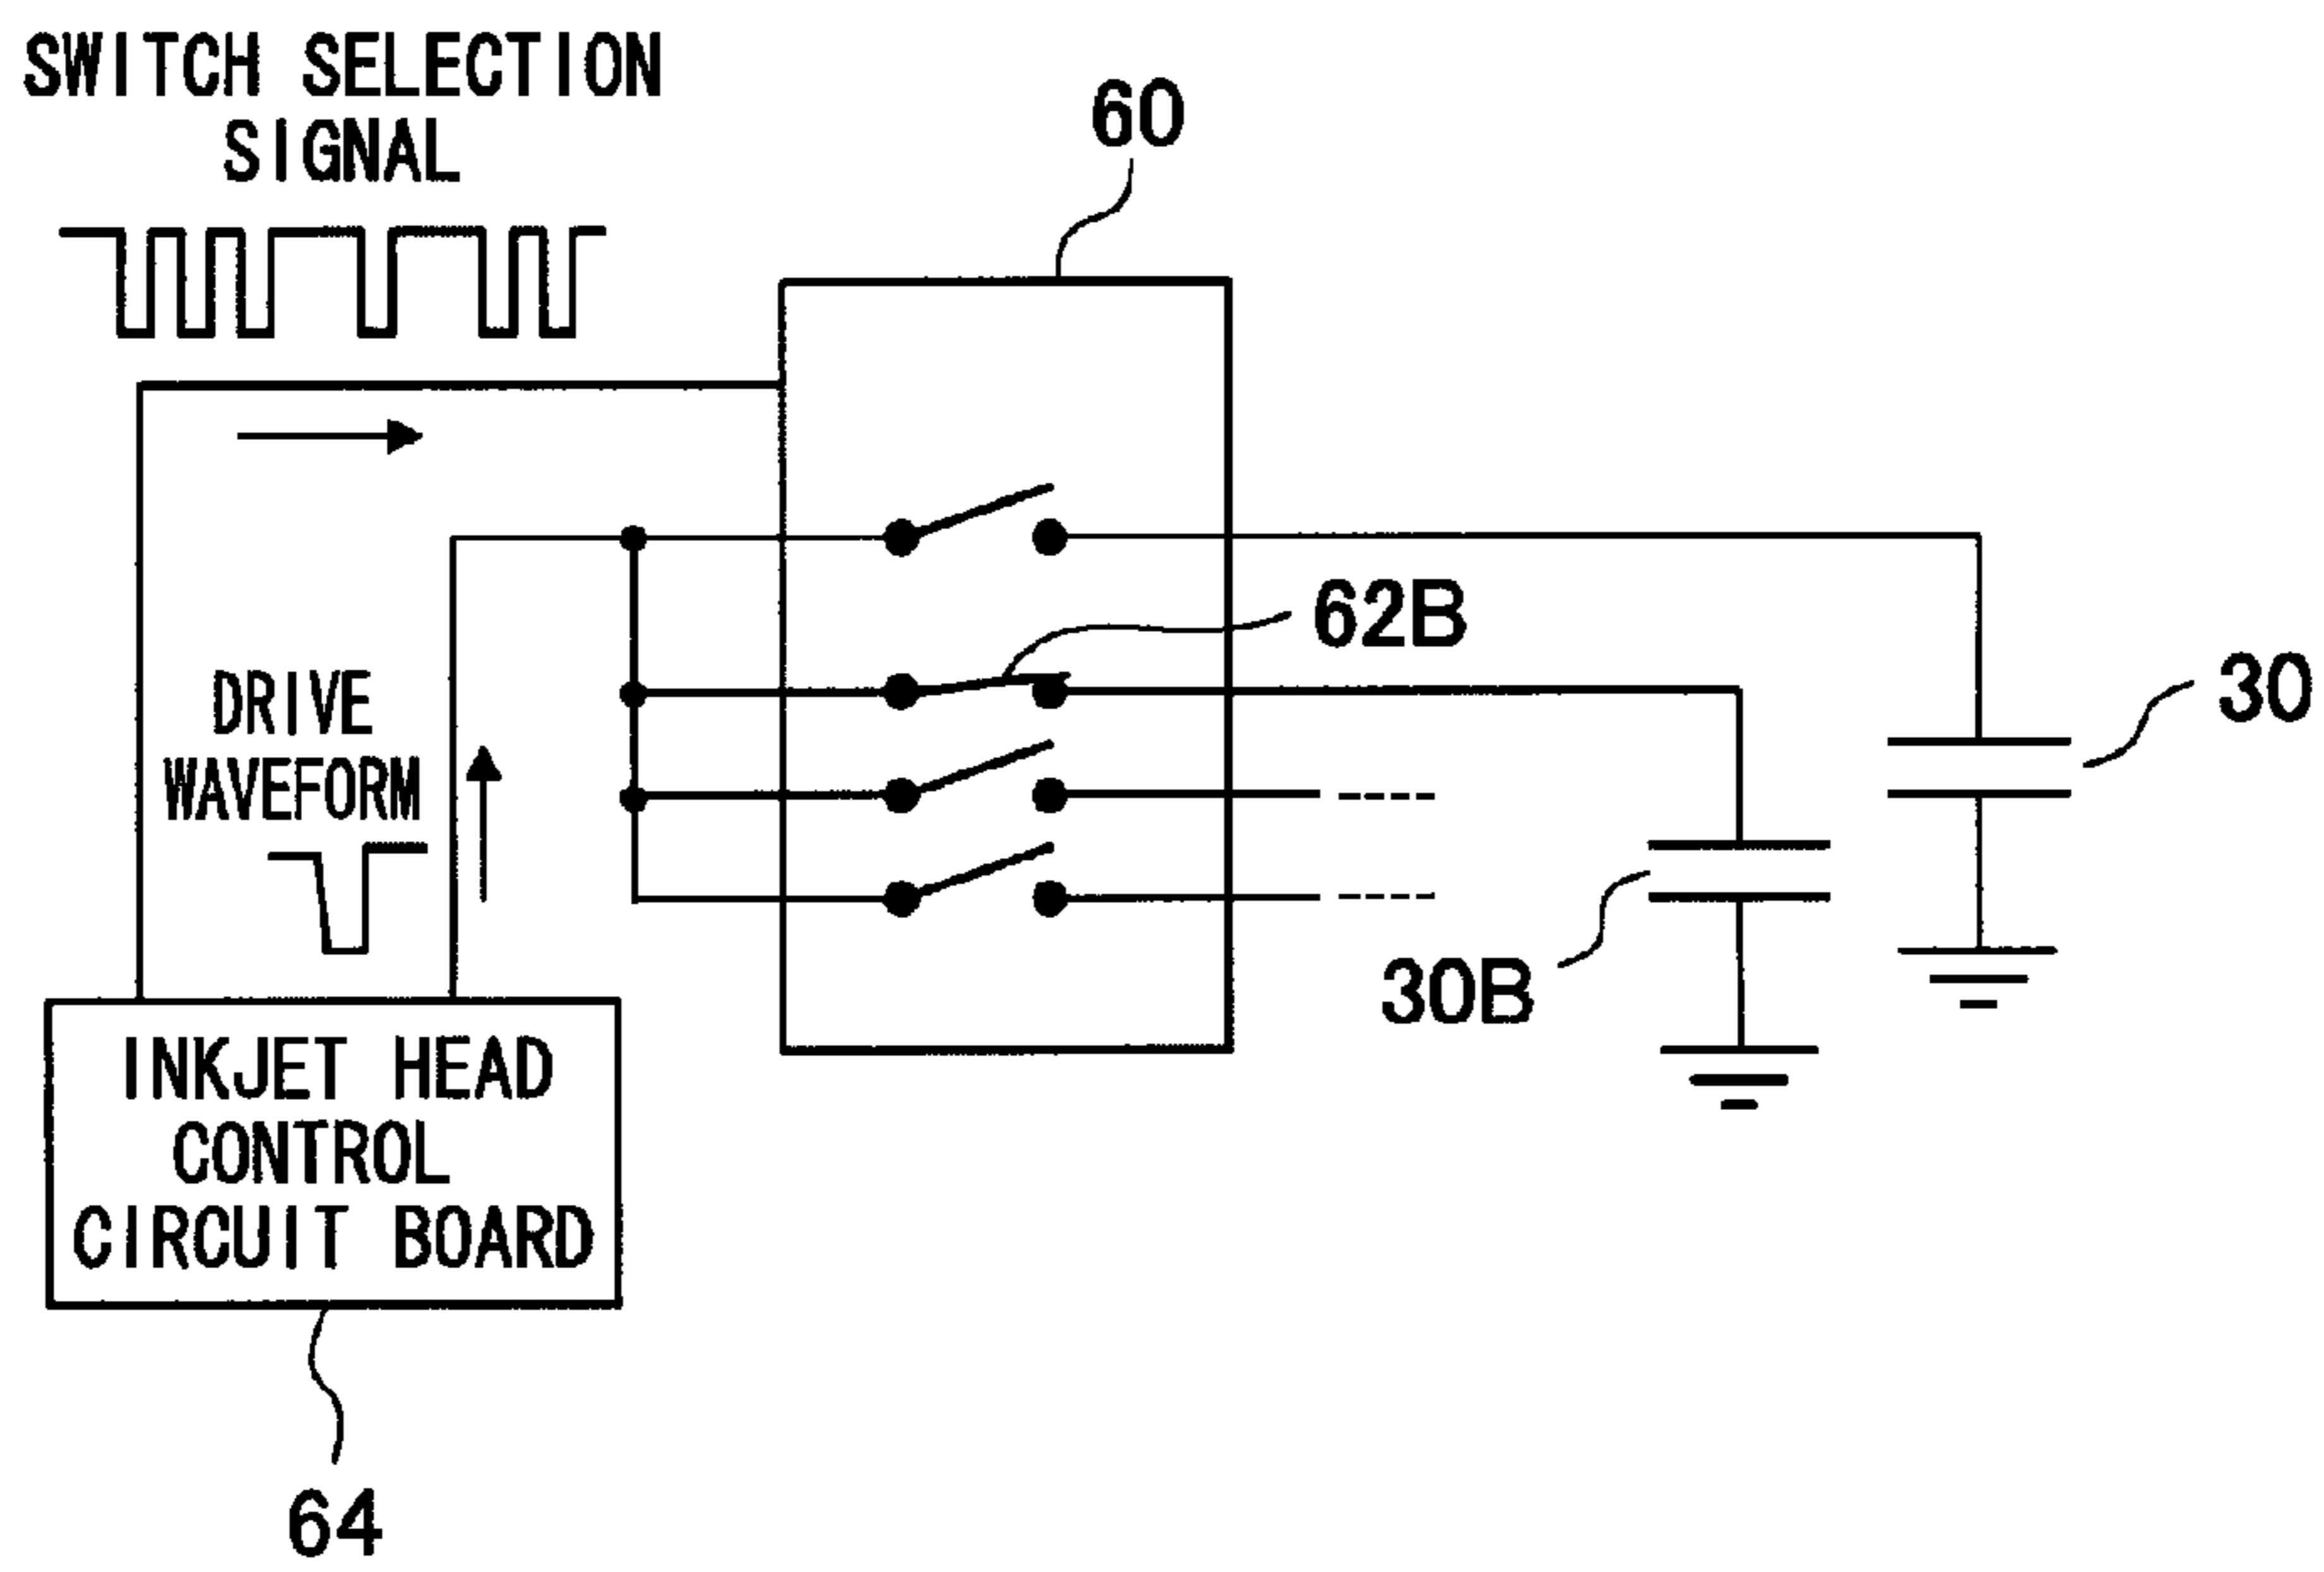 SWITCH SELECTION
SIGNAL
60
62B
DRIVE
WAVEFORM
30
30B
INKJET HEAD
CONTROL
CIRCUIT BOARD
64